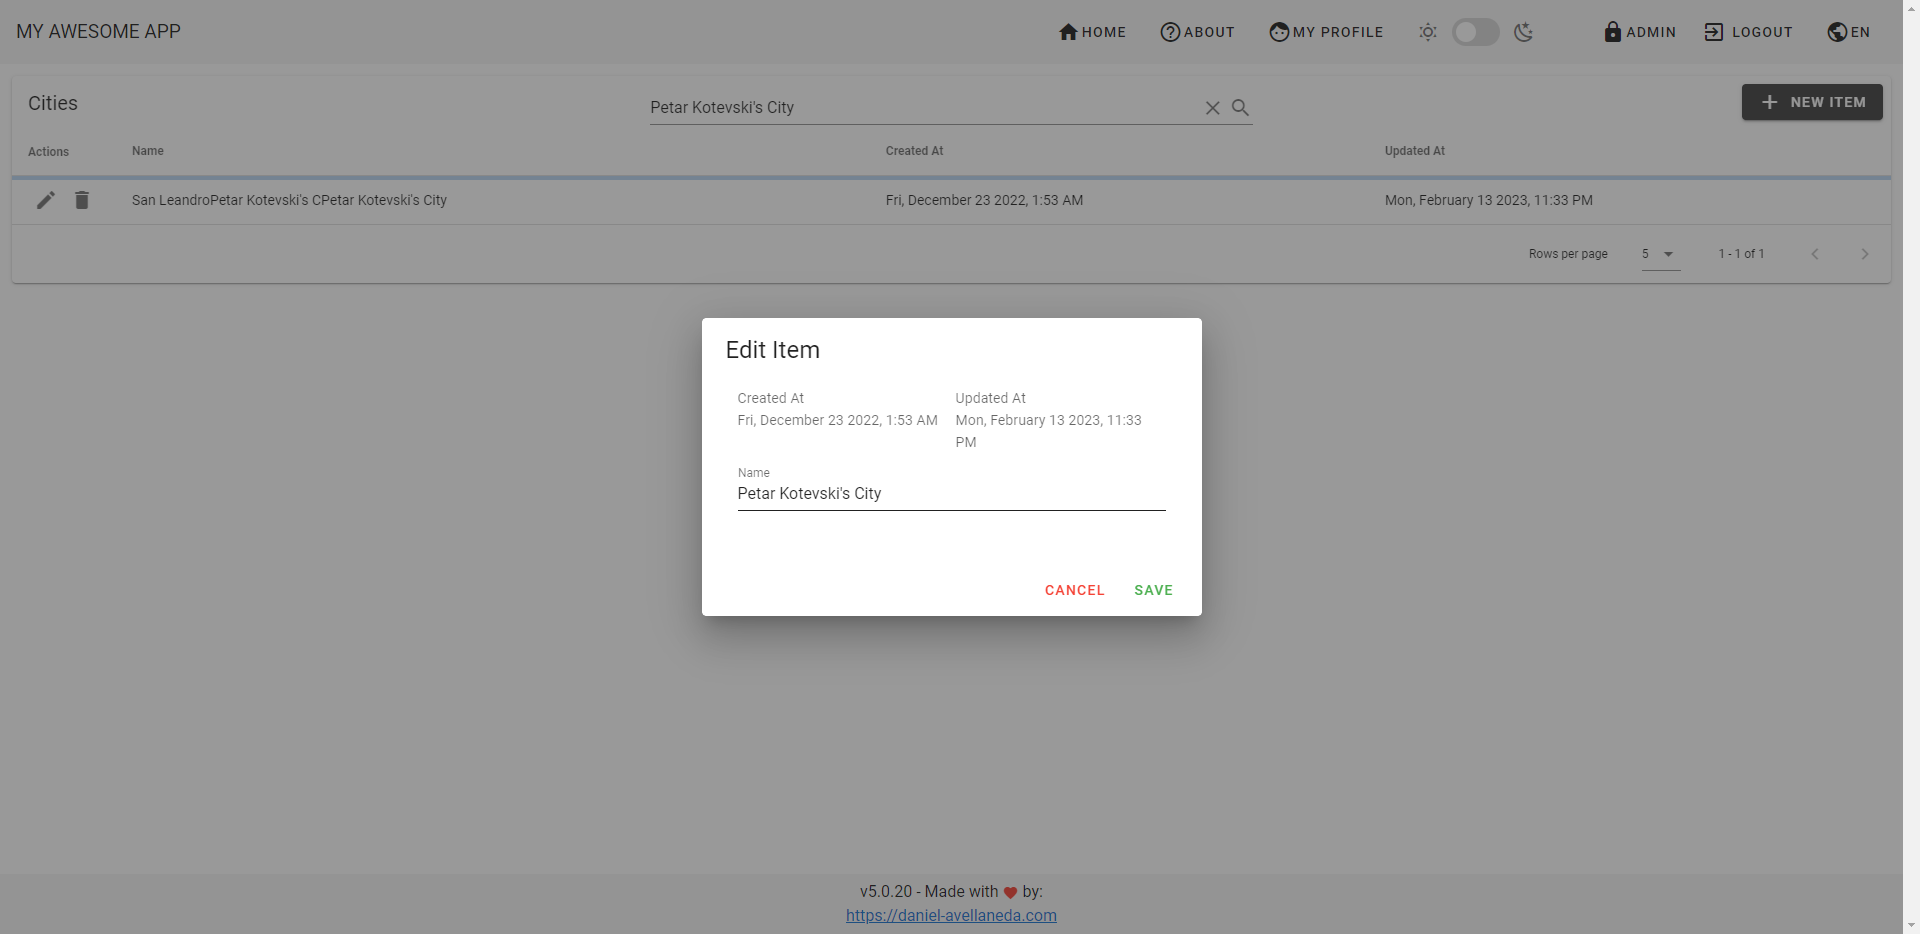 MY AWESOME APP
HOME
ABOUT
MY PROFILE
ADMIN
LOGOUT
EN
Cities
Petar Kotevski's City
NEW ITEM
Actions
Name
Created At
Updated At
San LeandroPetar Kotevski's CPetar Kotevski's City
Fri, December 23 2022, 1:53 AM
Mon, February 13 2023, 11:33 PM
Rows per page
5
1 - 1 of 1
Edit Item
Created At
Fri, December 23 2022, 1:53 AM
Updated At
Mon, February 13 2023, 11:33
PM
Name
Petar Kotevski's City
CANCEL
SAVE
v5.0.20 - Made with ❤ by:
https://daniel-avellaneda.com